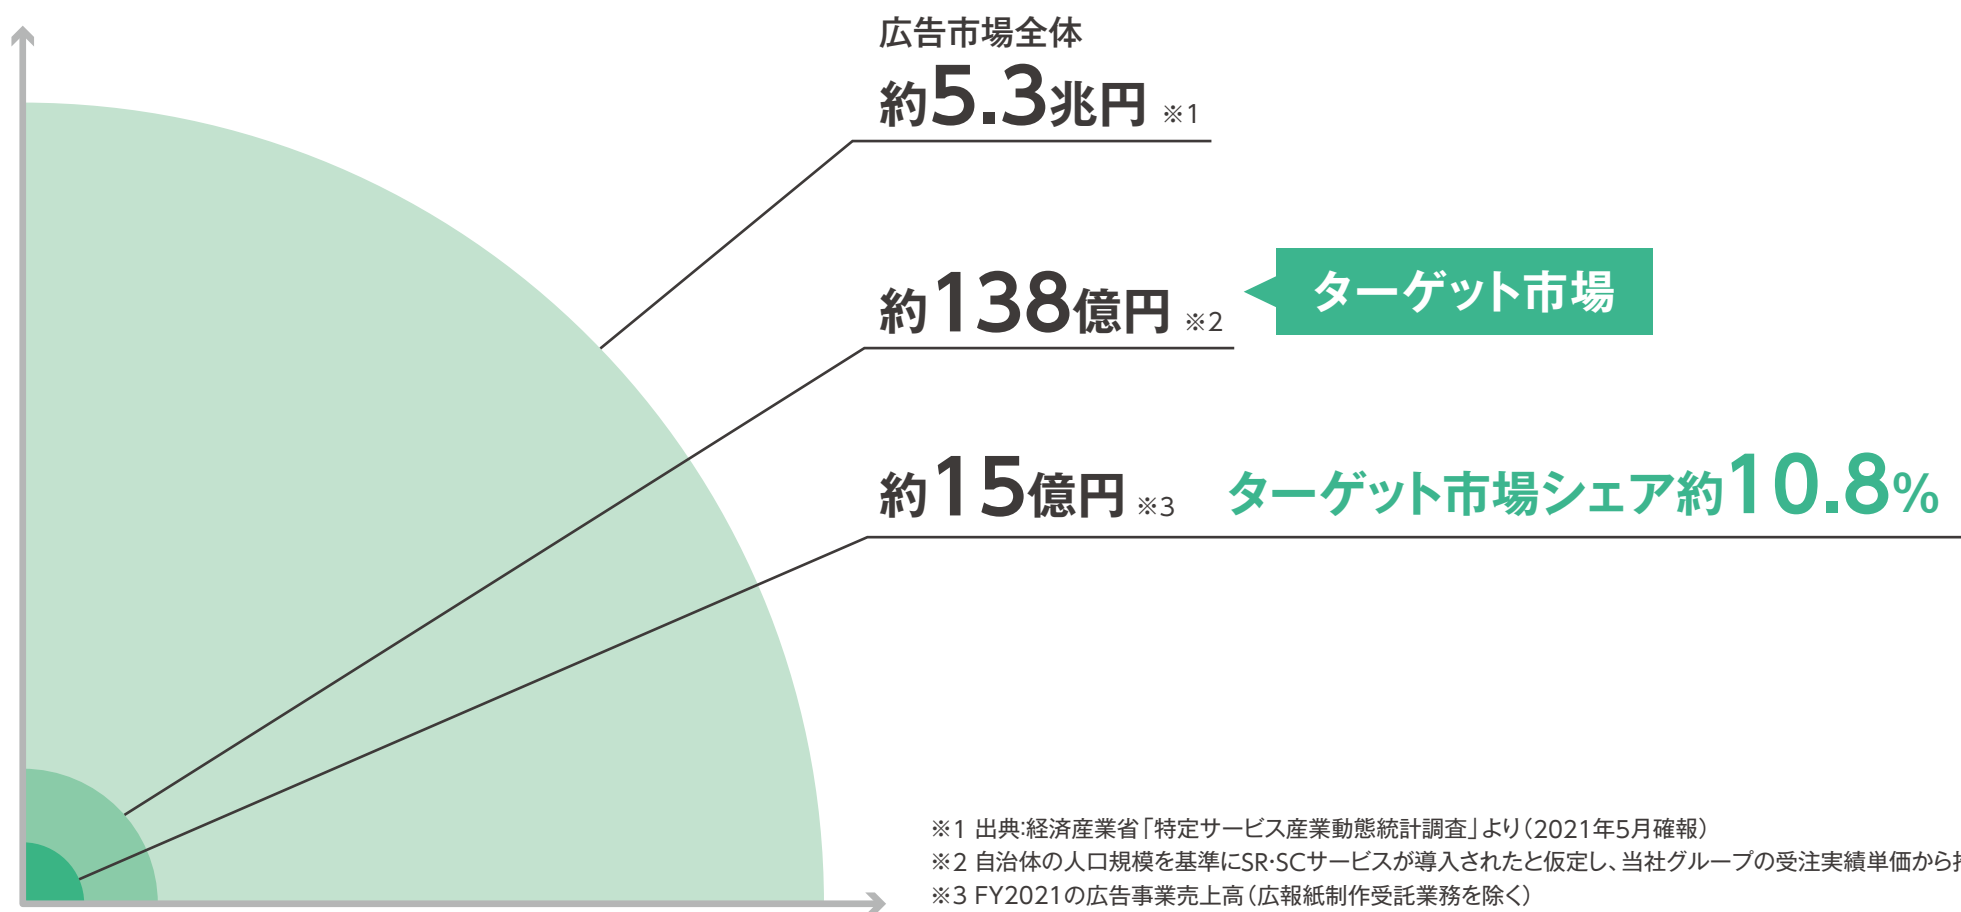 広告市場全体
約5.3兆円 ※1
約138億円 ※2
ターゲット市場
約15億円 ※3 ターゲット市場シェア約10.8%
※1 出典:経済産業省「特定サービス産業動態統計調査」より(2021年5月確報)
※2 自治体の人口規模を基準にSR・SCサービスが導入されたと仮定し、当社グループの受注実績単価から
※3 FY2021の広告事業売上高(広報紙制作受託業務を除く)